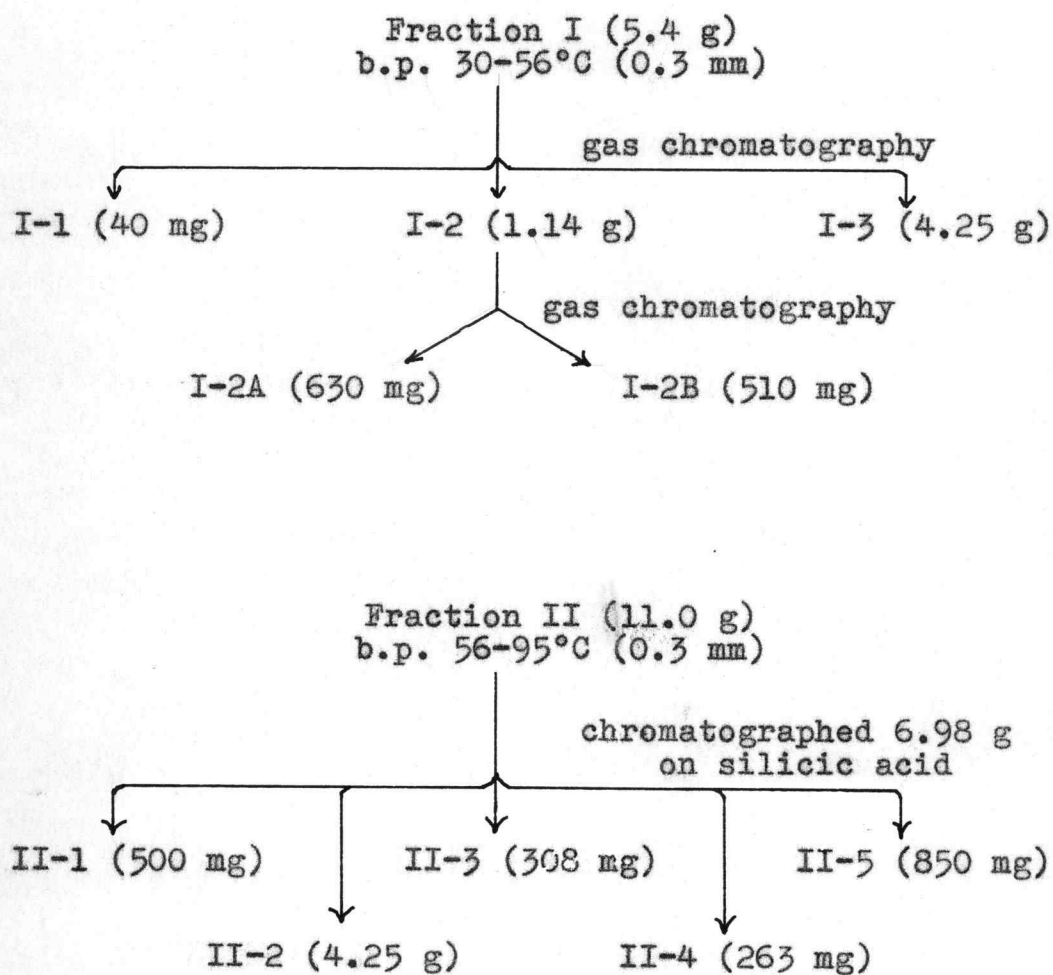 Fraction I (5.4 g)
b.p. 30-56°C (0.3 mm)
gas chromatography
I-1 (40 mg)
I-2 (1.14 g)
I-3 (4.25 g)
gas chromatography
I-2A (630 mg)
I-2B (510 mg)
Fraction II (11.0 g)
b.p. 56-95°C (0.3 mm)
chromatographed 6.98 g
on silicic acid
II-1 (500 mg)
II-3 (308 mg)
II-5 (850 mg)
II-2 (4.25 g)
II-4 (263 mg)